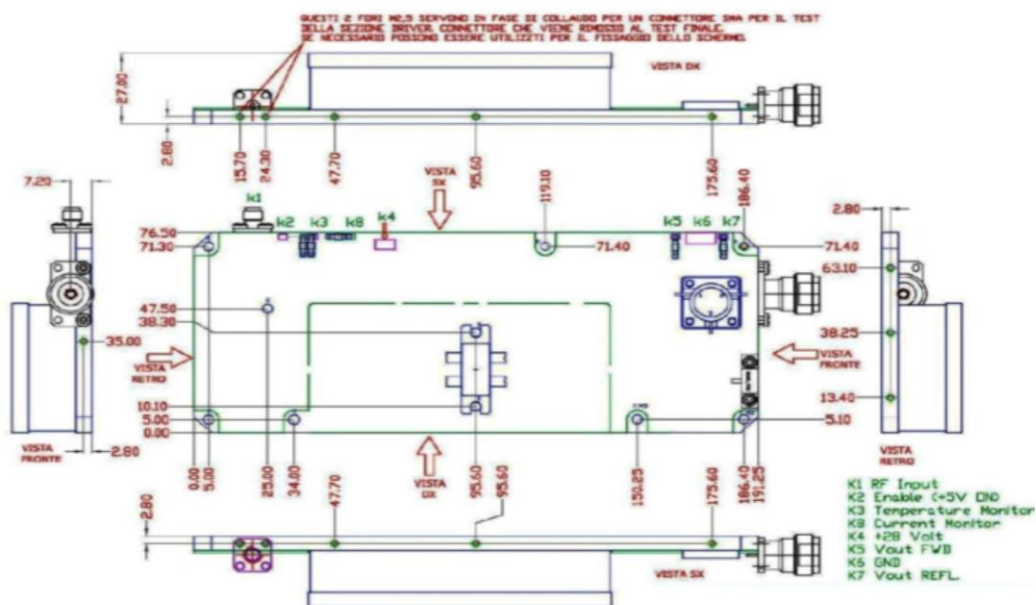 QUESTI 2 FORI M2,5 SERVONO IN FASE DI COLLAUDO PER UN CONNETTORE SMA PER IL TEST
DELLA SEZIONE DRIVER. CONNETTORE CHE VIENE RIMOSSO AL TEST FINALE.
SE NECESSARIO POSSONO ESSERE UTILIZZTI PER IL FISSAGGIO DELLO SCHERMO.
VISTA DX
27.00
2.80
15.70
24.30
47.70
95.60
175.60
7.20
k1
VISTA
SX
119.10
186.40
2.80
76.50
71.30
k2
k3
k8
k4
71.40
k5
k6
k7
71.40
63.10
47.50
38.30
35.00
38.25
VISTA
RETRO
VISTA
FRONTE
10.10
5.00
0.00
13.40
5.10
VISTA
FRONTE
2.80
VISTA
DX
VISTA
RETRO
0.00
5.00
25.00
34.00
47.70
95.60
95.60
150.25
175.60
186.40
191.25
2.80
VISTA SX
K1 RF Input
K2 Enable (+5V ON)
K3 Temperature Monitor
K8 Current Monitor
K4 +28 Volt
K5 Vout FWD
K6 GND
K7 Vout REFL.